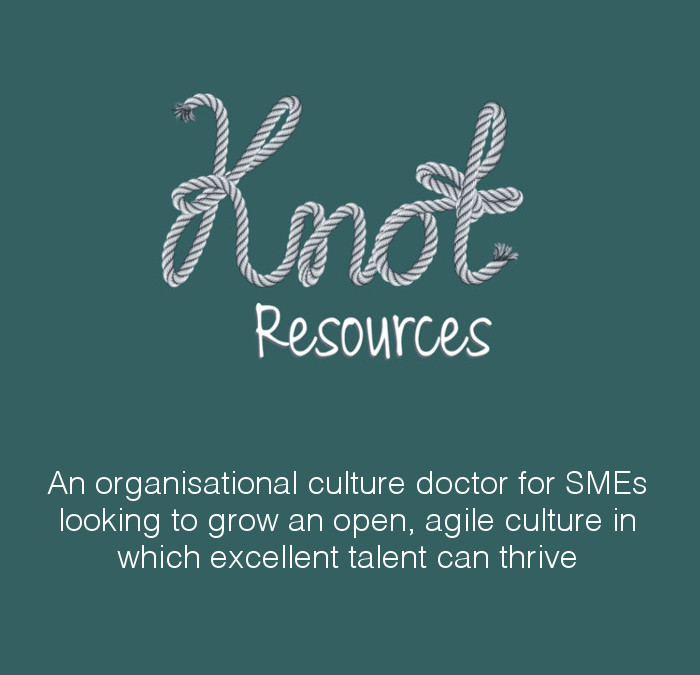 Knot
Resources
An organisational culture doctor for SMEs
looking to grow an open, agile culture in
which excellent talent can thrive